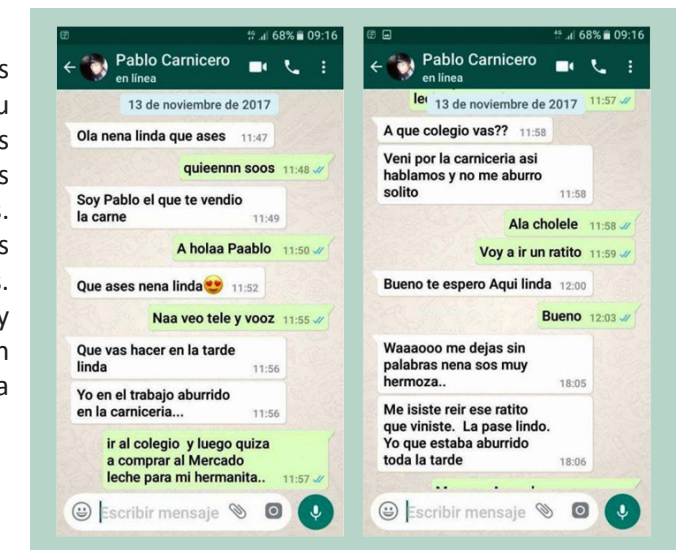 68% 09:16
Pablo Carnicero
en línea
13 de noviembre de 2017
Ola nena linda que ases 11:47
quieennn soos 11:48
Soy Pablo el que te vendio
la carne 11:49
A holaa Paablo 11:50
Que ases nena linda😍 11:52
Naa veo tele y vooz 11:55
Que vas hacer en la tarde
linda 11:56
Yo en el trabajo aburrido
en la carniceria... 11:56
ir al colegio y luego quiza
a comprar al Mercado
leche para mi hermanita.. 11:57
Escribir mensaje
68% 09:16
Pablo Carnicero
en línea
13 de noviembre de 2017 11:57
A que colegio vas?? 11:58
Veni por la carniceria asi
hablamos y no me aburro
solito 11:58
Ala cholele 11:58
Voy a ir un ratito 11:59
Bueno te espero Aqui linda 12:00
Bueno 12:03
Waaaooo me dejas sin
palabras nena sos muy
hermoza.. 18:05
Me isiste reir ese ratito
que viniste. La pase lindo.
Yo que estaba aburrido
toda la tarde 18:06
Escribir mensaje